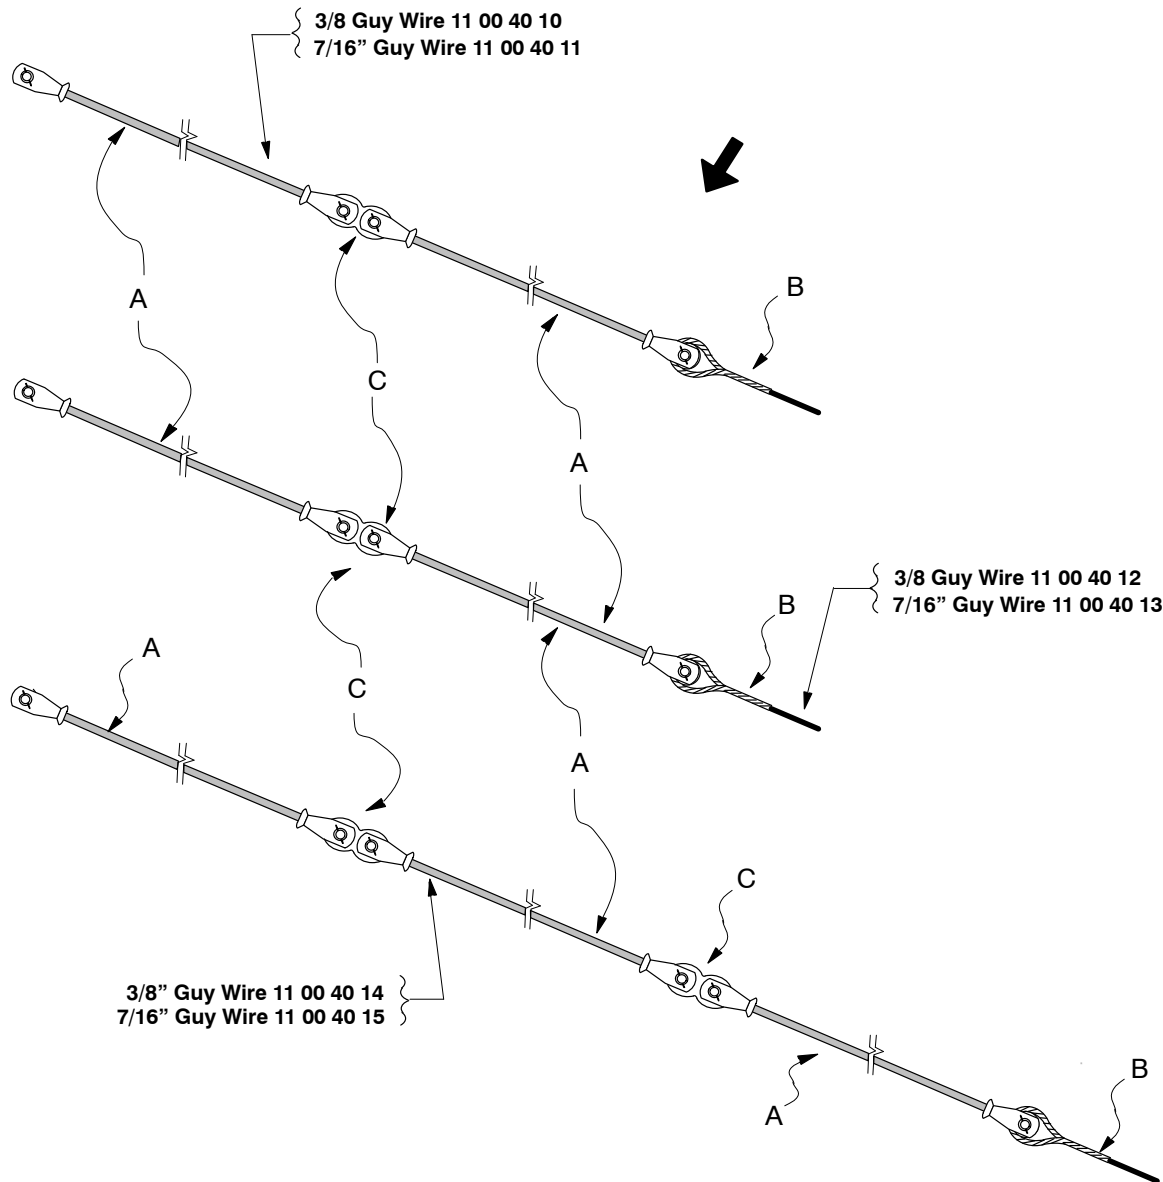 3/8 Guy Wire 11 00 40 10
7/16” Guy Wire 11 00 40 11
B
A
C
A
3/8 Guy Wire 11 00 40 12
7/16” Guy Wire 11 00 40 13
B
A
C
A
C
3/8” Guy Wire 11 00 40 14
7/16” Guy Wire 11 00 40 15
B
A